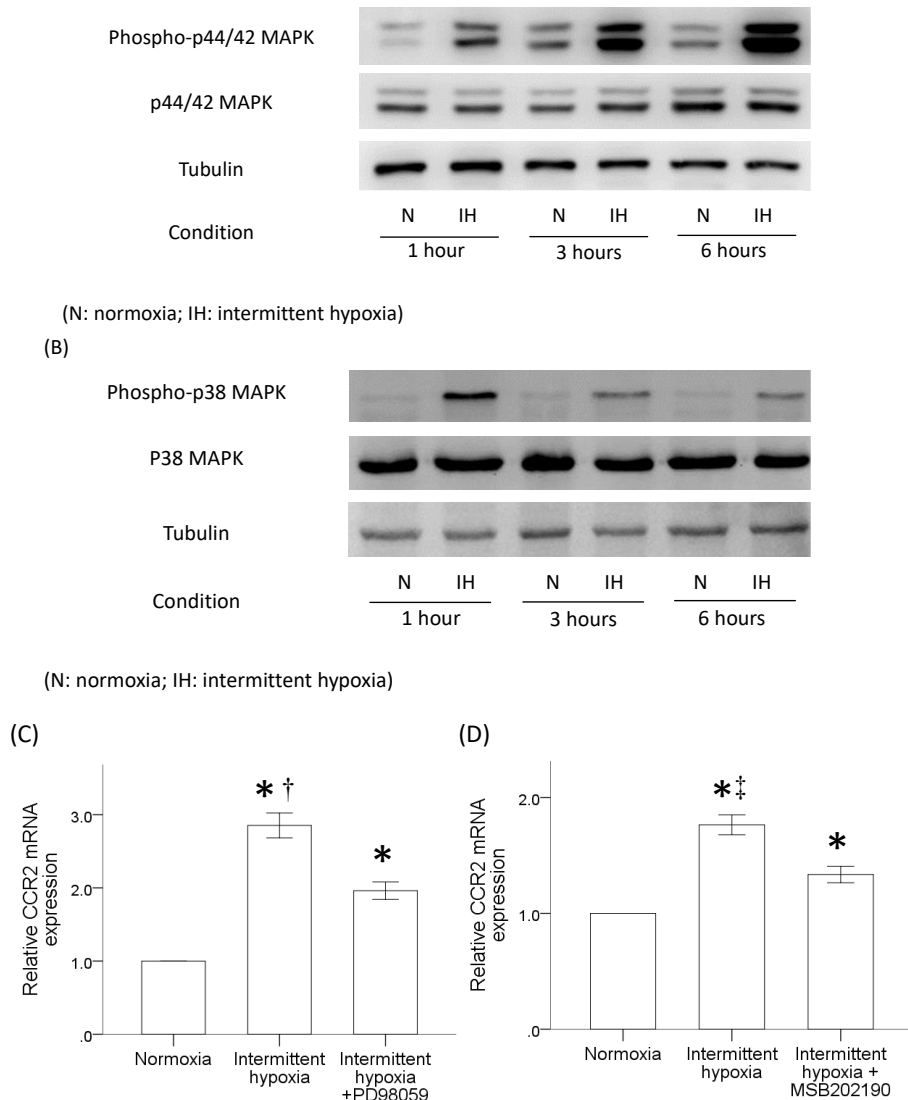 Phospho-p44/42 MAPK
p44/42 MAPK
Tubulin
N IH N IH N IH
Condition
1 hour 3 hours 6 hours
(N: normoxia; IH: intermittent hypoxia)
(B)
Phospho-p38 MAPK
P38 MAPK
Tubulin
N IH N IH N IH
Condition
1 hour 3 hours 6 hours
(N: normoxia; IH: intermittent hypoxia)
(C)
Relative CCR2 mRNA
expression
3.0
2.0
1.0
.0
* †
*
Normoxia
Intermittent
hypoxia
Intermittent
hypoxia
+PD98059
(D)
Relative CCR2 mRNA
expression
2.0
1.0
.0
*‡
*
Normoxia
Intermittent
hypoxia
Intermittent
hypoxia +
MSB202190